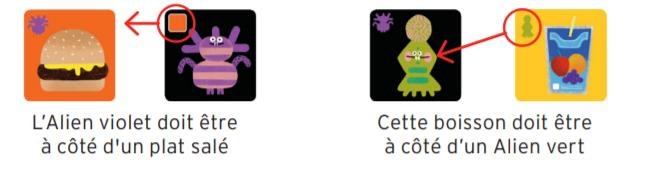 L'Alien violet doit être
à côté d'un plat salé
Cette boisson doit être
à côté d'un Alien vert